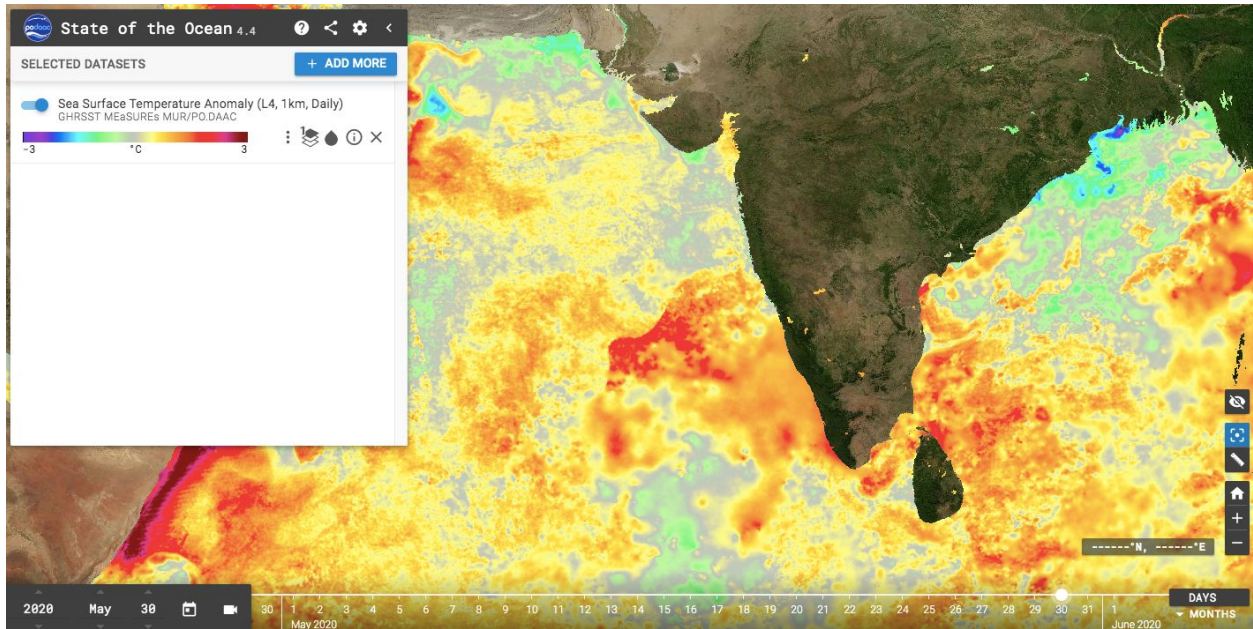 podaac State of the Ocean 4.4
SELECTED DATASETS + ADD MORE
Sea Surface Temperature Anomaly (L4, 1km, Daily)
GHRSST MEaSUREs MUR/PO.DAAC
1
-3 °C 3
------°N, ------°E
2020 May 30
30 1 2 3 4 5 6 7 8 9 10 11 12 13 14 15 16 17 18 19 20 21 22 23 24 25 26 27 28 29 30 31 1
May 2020 June 2020
DAYS
MONTHS